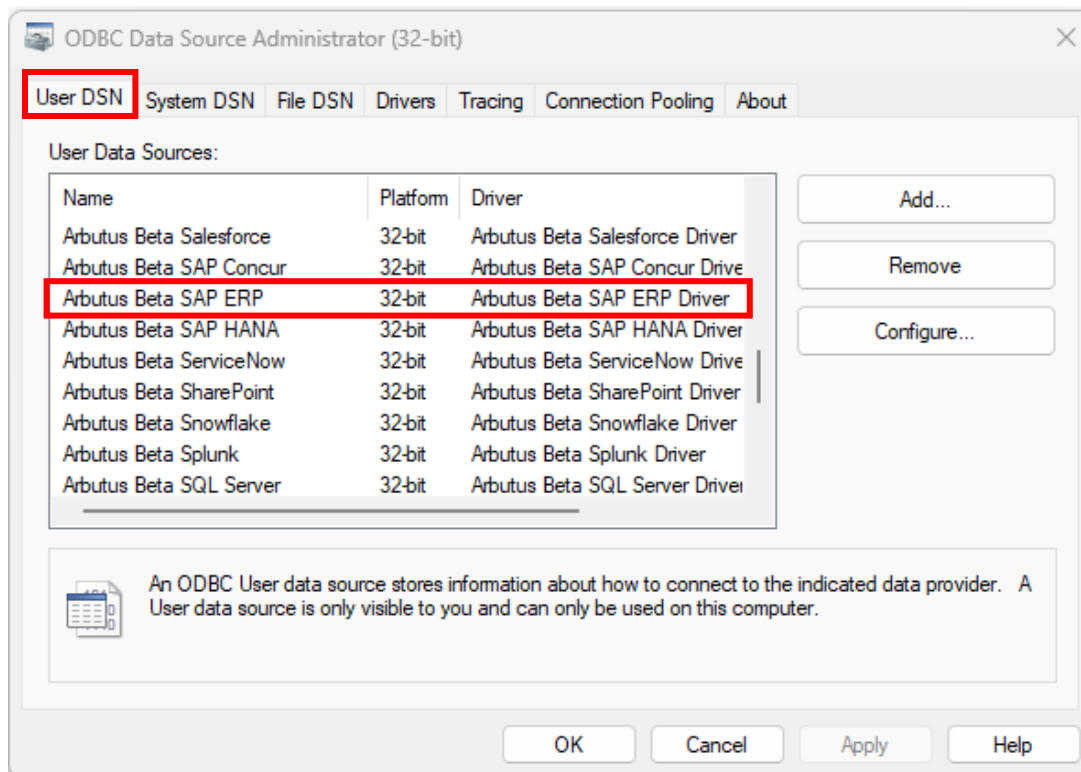 ODBC Data Source Administrator (32-bit)
User DSN System DSN File DSN Drivers Tracing Connection Pooling About
User Data Sources:
Name Platform Driver
Arbutus Beta Salesforce 32-bit Arbutus Beta Salesforce Driver
Arbutus Beta SAP Concur 32-bit Arbutus Beta SAP Concur Drive
Arbutus Beta SAP ERP 32-bit Arbutus Beta SAP ERP Driver
Arbutus Beta SAP HANA 32-bit Arbutus Beta SAP HANA Driver
Arbutus Beta ServiceNow 32-bit Arbutus Beta ServiceNow Drive
Arbutus Beta SharePoint 32-bit Arbutus Beta SharePoint Driver
Arbutus Beta Snowflake 32-bit Arbutus Beta Snowflake Driver
Arbutus Beta Splunk 32-bit Arbutus Beta Splunk Driver
Arbutus Beta SQL Server 32-bit Arbutus Beta SQL Server Driver
Add...
Remove
Configure...
An ODBC User data source stores information about how to connect to the indicated data provider. A
User data source is only visible to you and can only be used on this computer.
OK Cancel Apply Help